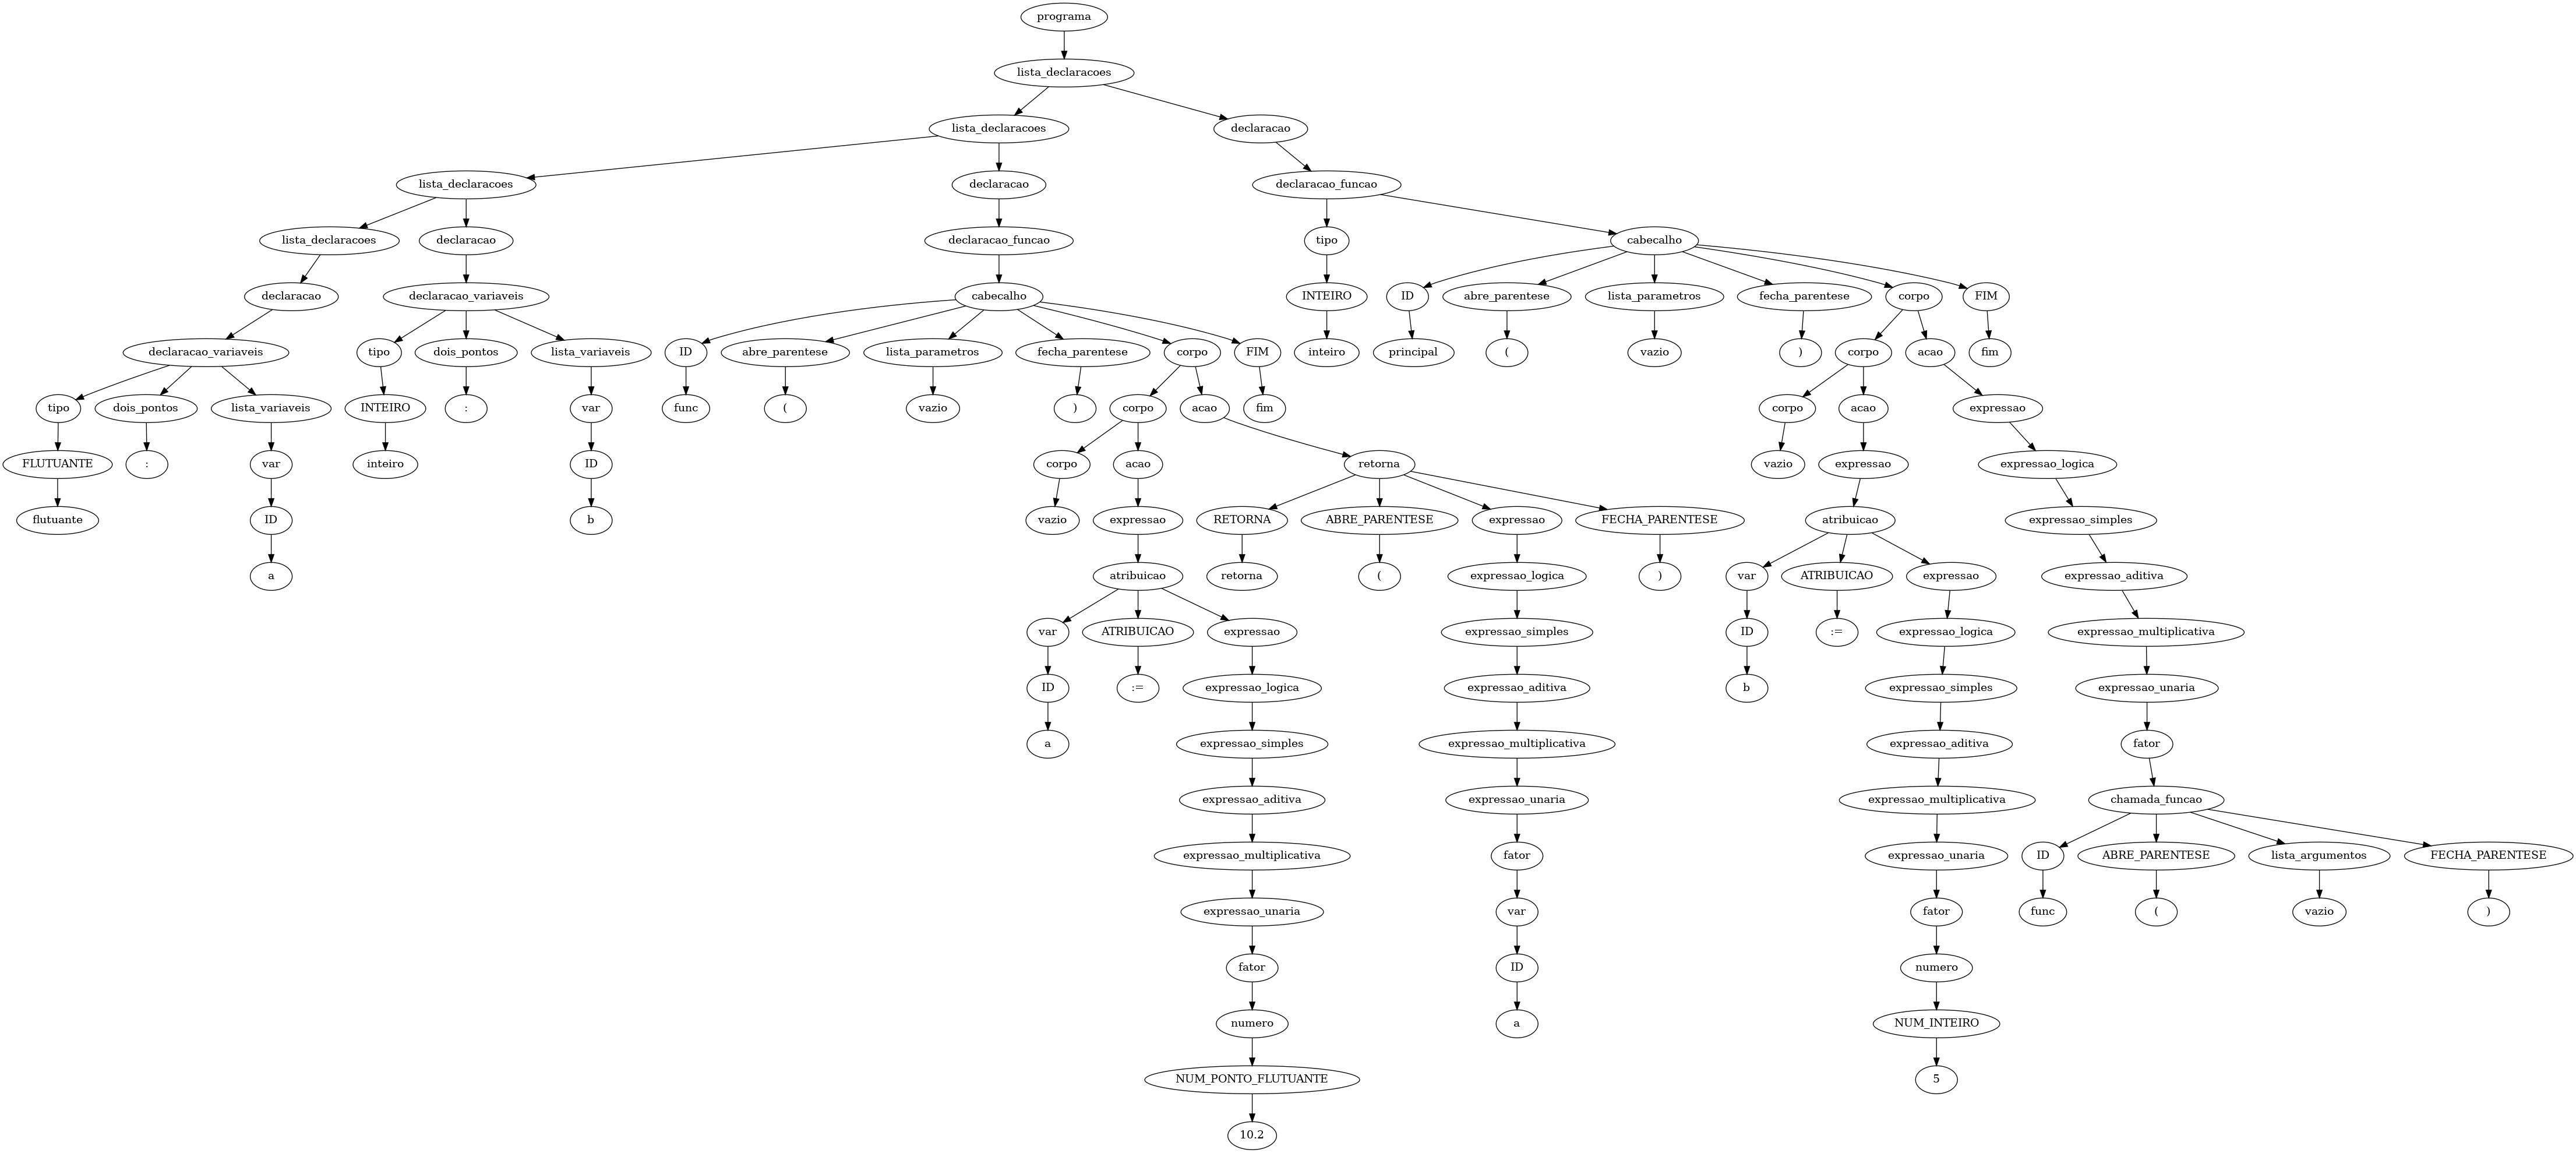 programa
lista_declaracoes
lista_declaracoes declaracao
lista_declaracoes declaracao declaracao_funcao
lista_declaracoes declaracao declaracao_funcao tipo cabecalho
declaracao declaracao_variaveis cabecalho INTEIRO ID abre_parentese lista_parametros fecha_parentese corpo FIM
declaracao_variaveis tipo dois_pontos lista_variaveis ID abre_parentese lista_parametros fecha_parentese corpo FIM inteiro principal ( vazio ) corpo acao fim
tipo dois_pontos lista_variaveis INTEIRO : var func ( vazio ) corpo acao fim corpo acao expressao
FLUTUANTE : var inteiro ID corpo acao retorna vazio expressao expressao_logica
flutuante ID b vazio expressao RETORNA ABRE_PARENTESE expressao FECHA_PARENTESE atribuicao expressao_simples
a atribuicao retorna ( expressao_logica ) var ATRIBUICAO expressao expressao_aditiva
var ATRIBUICAO expressao expressao_simples ID := expressao_logica expressao_multiplicativa
ID := expressao_logica expressao_aditiva b expressao_simples expressao_unaria
a expressao_simples expressao_multiplicativa expressao_aditiva fator
expressao_aditiva expressao_unaria expressao_multiplicativa chamada_funcao
expressao_multiplicativa fator expressao_unaria ID ABRE_PARENTESE lista_argumentos FECHA_PARENTESE
expressao_unaria var fator func ( vazio )
fator ID numero
numero a NUM_INTEIRO
NUM_PONTO_FLUTUANTE 5
10.2